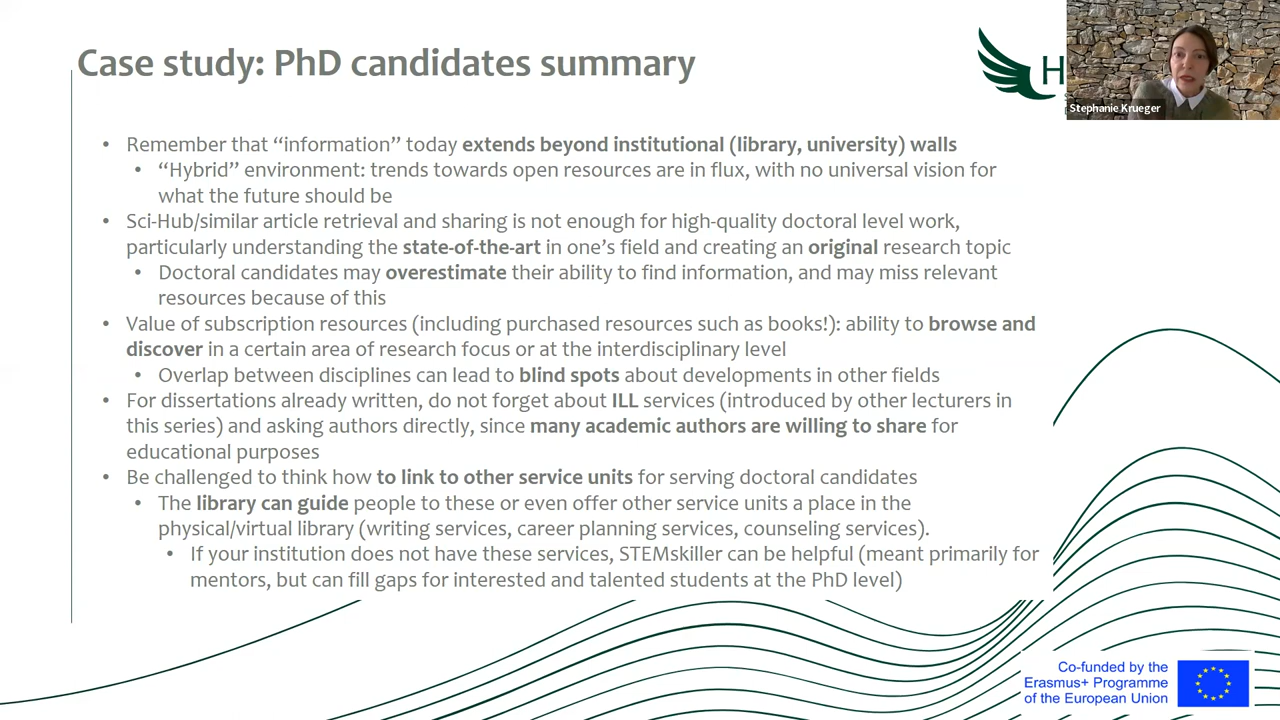 Case study: PhD candidates summary
H
Stephanie Krueger
• Remember that “information” today extends beyond institutional (library, university) walls
• “Hybrid” environment: trends towards open resources are in flux, with no universal vision for
what the future should be
• Sci-Hub/similar article retrieval and sharing is not enough for high-quality doctoral level work,
particularly understanding the state-of-the-art in one’s field and creating an original research topic
• Doctoral candidates may overestimate their ability to find information, and may miss relevant
resources because of this
• Value of subscription resources (including purchased resources such as books!): ability to browse and
discover in a certain area of research focus or at the interdisciplinary level
• Overlap between disciplines can lead to blind spots about developments in other fields
• For dissertations already written, do not forget about ILL services (introduced by other lecturers in
this series) and asking authors directly, since many academic authors are willing to share for
educational purposes
• Be challenged to think how to link to other service units for serving doctoral candidates
• The library can guide people to these or even offer other service units a place in the
physical/virtual library (writing services, career planning services, counseling services).
• If your institution does not have these services, STEMskiller can be helpful (meant primarily for
mentors, but can fill gaps for interested and talented students at the PhD level)
Co-funded by the
Erasmus+ Programme
of the European Union